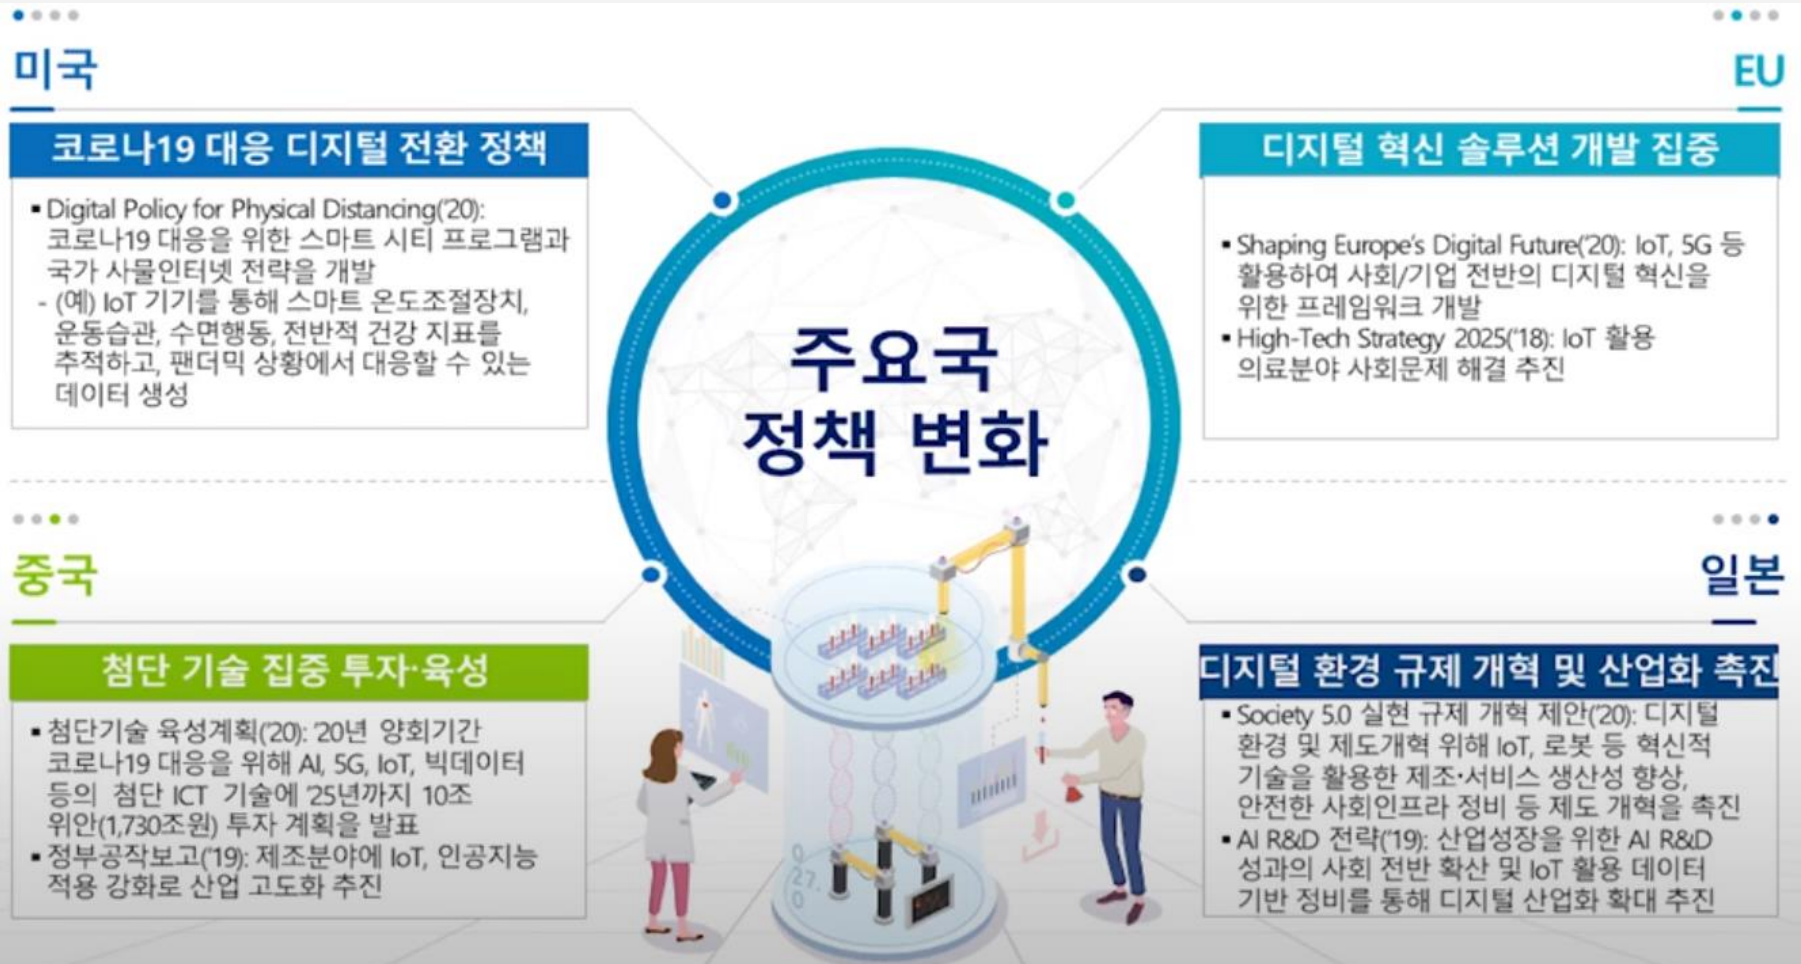 미국
코로나19 대응 디지털 전환 정책
▪ Digital Policy for Physical Distancing('20):
코로나19 대응을 위한 스마트 시티 프로그램과
국가 사물인터넷 전략을 개발
- (예) IoT 기기를 통해 스마트 온도조절장치,
운동습관, 수면행동, 전반적 건강 지표를
추적하고, 팬더믹 상황에서 대응할 수 있는
데이터 생성
EU
디지털 혁신 솔루션 개발 집중
▪ Shaping Europe's Digital Future('20): IoT, 5G 등
활용하여 사회/기업 전반의 디지털 혁신을
위한 프레임워크 개발
▪ High-Tech Strategy 2025('18): IoT 활용
의료분야 사회문제 해결 추진
주요국
정책 변화
중국
첨단 기술 집중 투자·육성
▪ 첨단기술 육성계획('20): '20년 양회기간
코로나19 대응을 위해 AI, 5G, IoT, 빅데이터
등의 첨단 ICT 기술에 '25년까지 10조
위안(1,730조원) 투자 계획을 발표
▪ 정부공작보고('19): 제조분야에 IoT, 인공지능
적용 강화로 산업 고도화 추진
일본
디지털 환경 규제 개혁 및 산업화 촉진
▪ Society 5.0 실현 규제 개혁 제안('20): 디지털
환경 및 제도개혁 위해 IoT, 로봇 등 혁신적
기술을 활용한 제조·서비스 생산성 향상,
안전한 사회인프라 정비 등 제도 개혁을 촉진
▪ AI R&D 전략('19): 산업성장을 위한 AI R&D
성과의 사회 전반 확산 및 IoT 활용 데이터
기반 정비를 통해 디지털 산업화 확대 추진